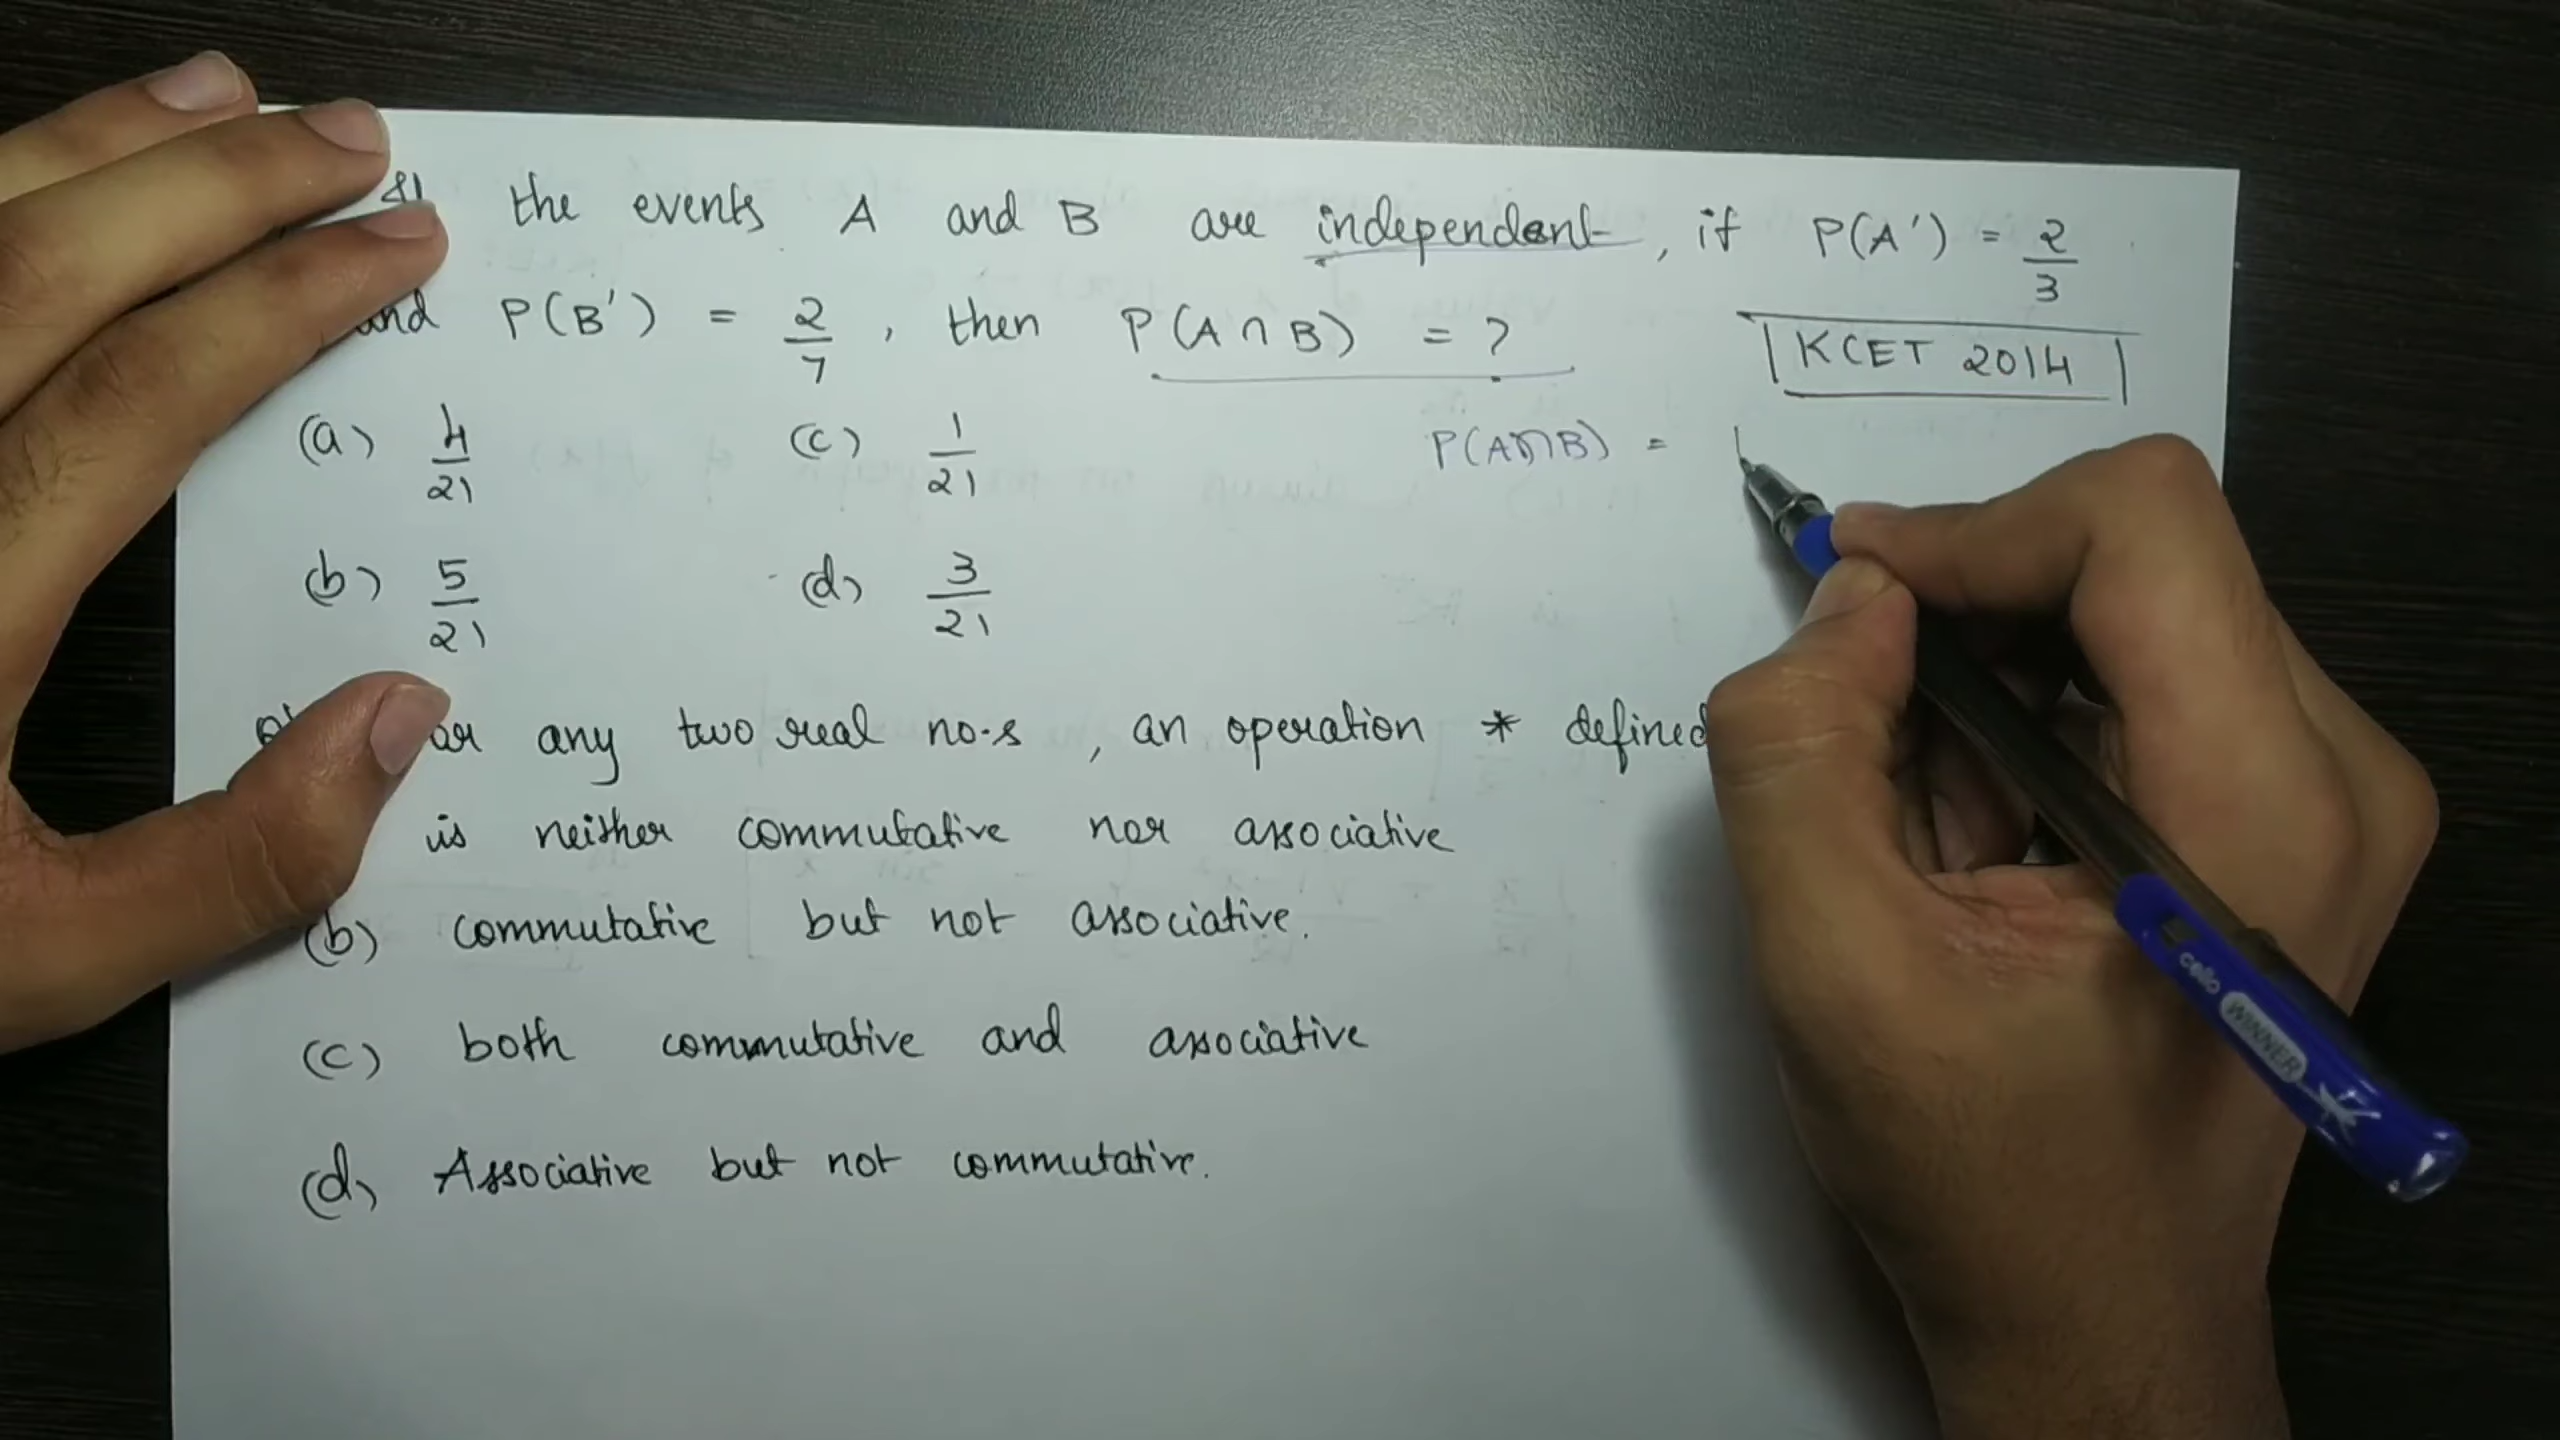 If the events A and B are independent, if P(A') = 2/3
and P(B') = 2/7, then P(A ∩ B) = ?
KCET 2014
(a) 4/21 (c) 1/21
P(A∩B) =
(b) 5/21 (d) 3/21
any two real no.s, an operation * defined
is neither commutative nor associative
(b) commutative but not associative.
(c) both commutative and associative
(d) Associative but not commutative.
cello WINNER